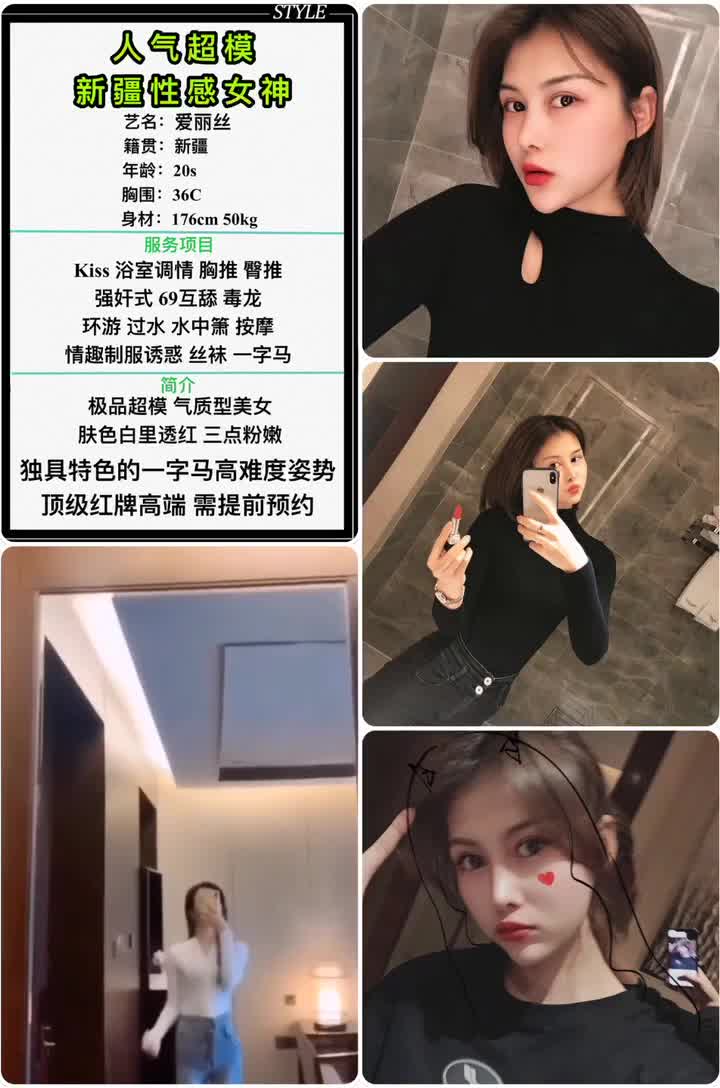 STYLE
人气超模
新疆性感女神
艺名：爱丽丝
籍贯：新疆
年龄：20s
胸围：36C
身材：176cm 50kg
服务项目
Kiss 浴室调情 胸推 臀推
强奸式 69互舔 毒龙
环游 过水 水中箫 按摩
情趣制服诱惑 丝袜 一字马
简介
极品超模 气质型美女
肤色白里透红 三点粉嫩
独具特色的一字马高难度姿势
顶级红牌高端 需提前预约